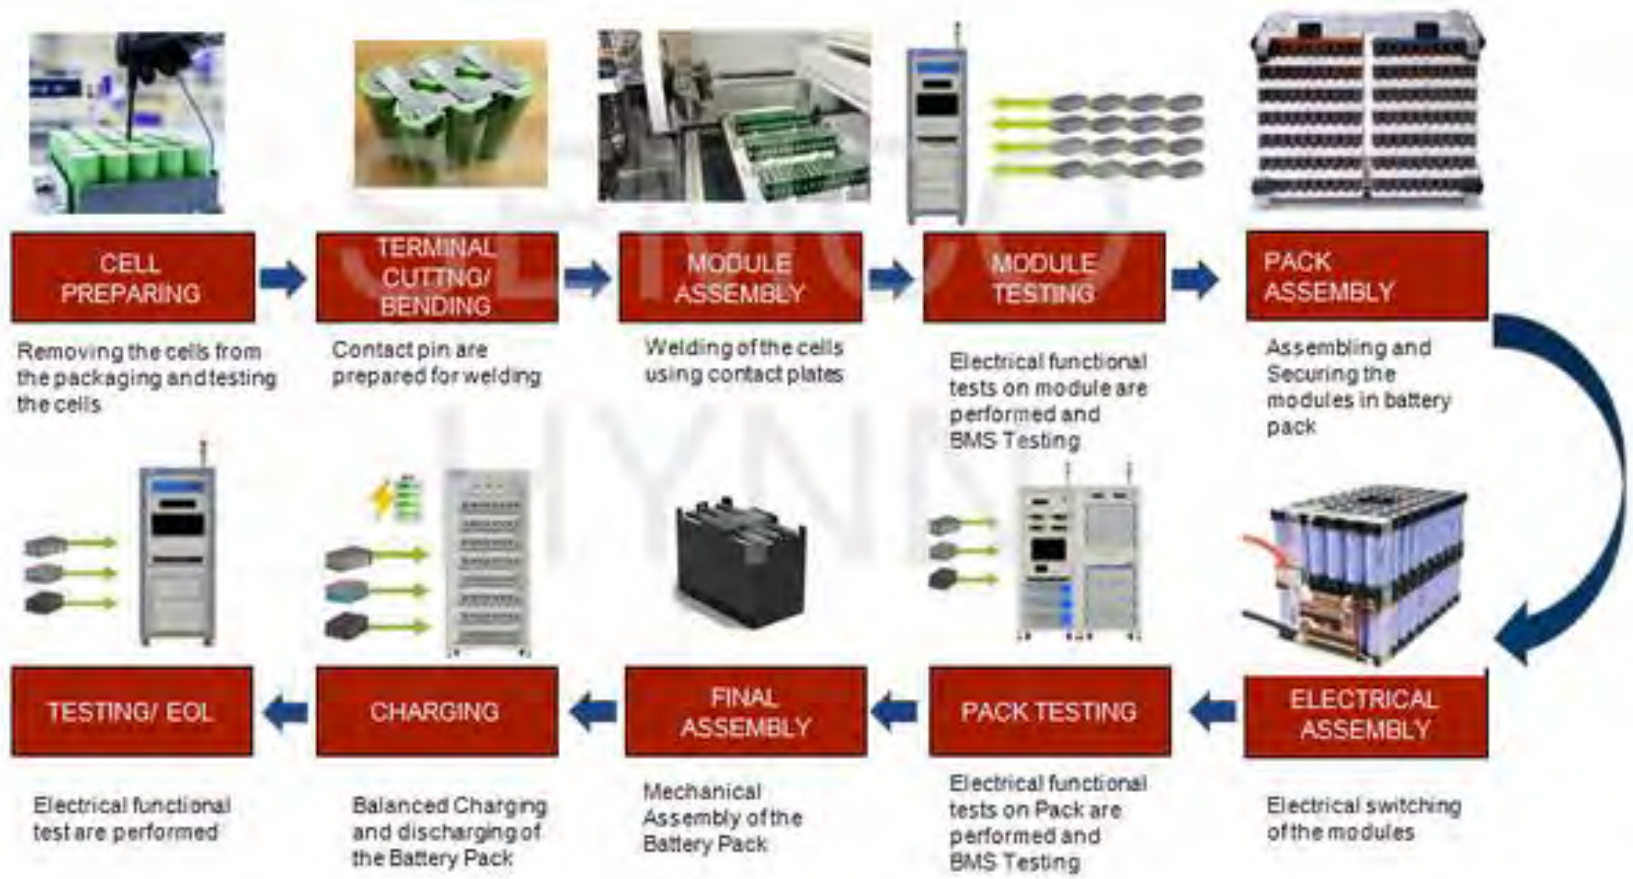 CELL
PREPARING
Removing the cells from
the packaging and testing
the cells
TERMINAL
CUTTNG/
BENDING
Contact pin are
prepared for welding
MODULE
ASSEMBLY
Welding of the cells
using contact plates
MODULE
TESTING
Electrical functional
tests on module are
performed and
BMS Testing
PACK
ASSEMBLY
Assembling and
Securing the
modules in battery
pack
ELECTRICAL
ASSEMBLY
Electrical switching
of the modules
PACK TESTING
Electrical functional
tests on Pack are
performed and
BMS Testing
FINAL
ASSEMBLY
Mechanical
Assembly of the
Battery Pack
CHARGING
Balanced Charging
and discharging of
the Battery Pack
TESTING/ EOL
Electrical functional
test are performed